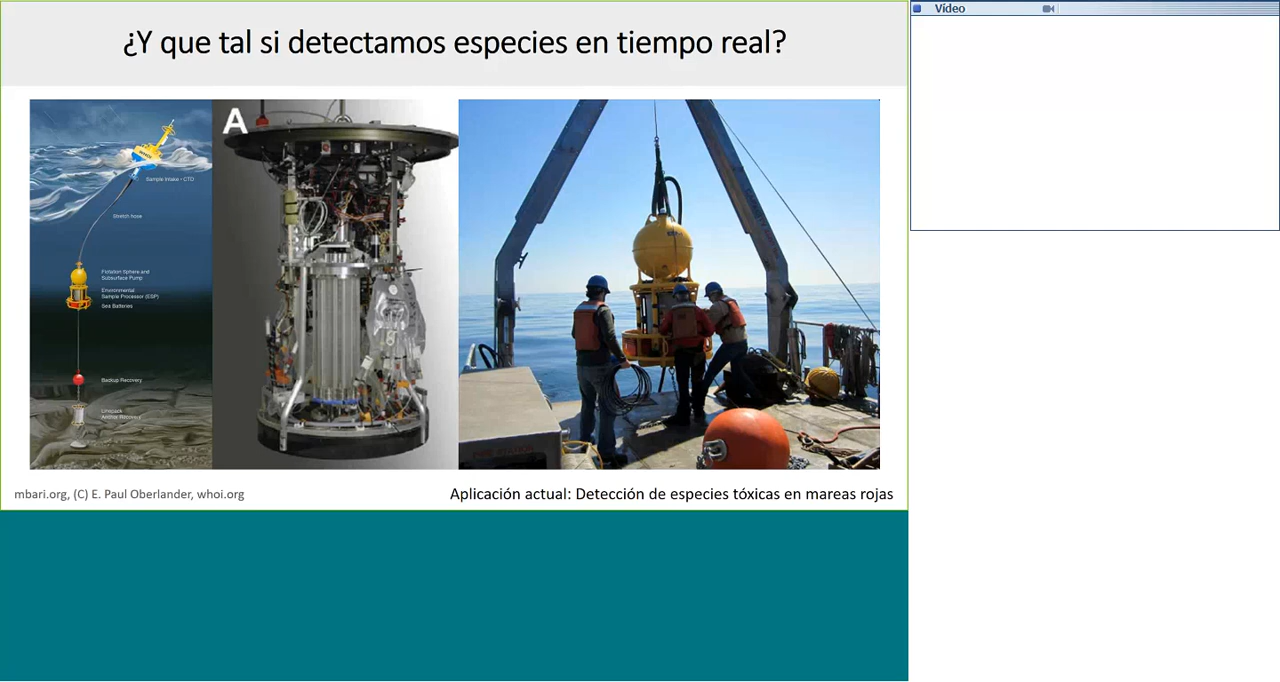 ¿Y que tal si detectamos especies en tiempo real?
Vídeo
A
Sample Intake + CTD
Stretch hose
Flotation Sphere and
Subsurface Pump
Environmental
Sample Processor (ESP)
Sea Batteries
Backup Recovery
Anchor Recovery
mbari.org, (C) E. Paul Oberlander, whoi.org
Aplicación actual: Detección de especies tóxicas en mareas rojas